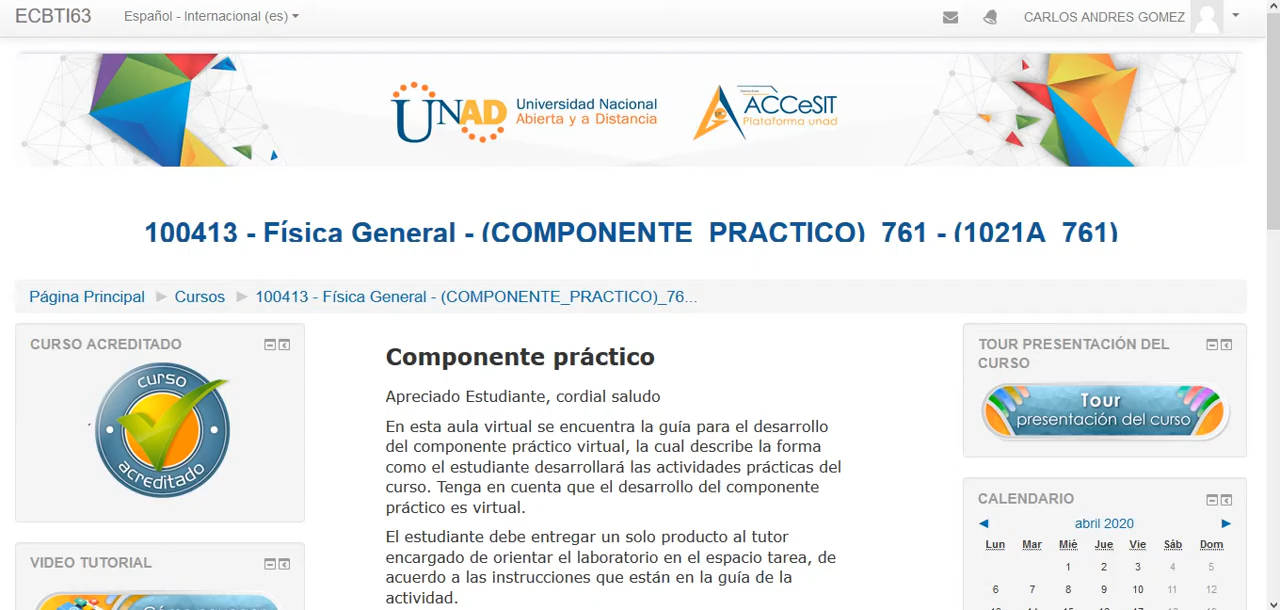 ECBTI63
Español - Internacional (es)
CARLOS ANDRES GOMEZ
UNAD Universidad Nacional
Abierta y a Distancia
ACCeSIT
Plataforma unad
100413 - Física General - (COMPONENTE_PRACTICO)_761 - (1021A_761)
Página Principal
Cursos
100413 - Física General - (COMPONENTE_PRACTICO)_76...
CURSO ACREDITADO
curso
acreditado
VIDEO TUTORIAL
Componente práctico
Apreciado Estudiante, cordial saludo
En esta aula virtual se encuentra la guía para el desarrollo
del componente práctico virtual, la cual describe la forma
como el estudiante desarrollará las actividades prácticas del
curso. Tenga en cuenta que el desarrollo del componente
práctico es virtual.
El estudiante debe entregar un solo producto al tutor
encargado de orientar el laboratorio en el espacio tarea, de
acuerdo a las instrucciones que están en la guía de la
actividad.
TOUR PRESENTACIÓN DEL
CURSO
Tour
presentación del curso
CALENDARIO
abril 2020
Lun Mar Mié Jue Vie Sáb Dom
1 2 3 4 5
6 7 8 9 10 11 12